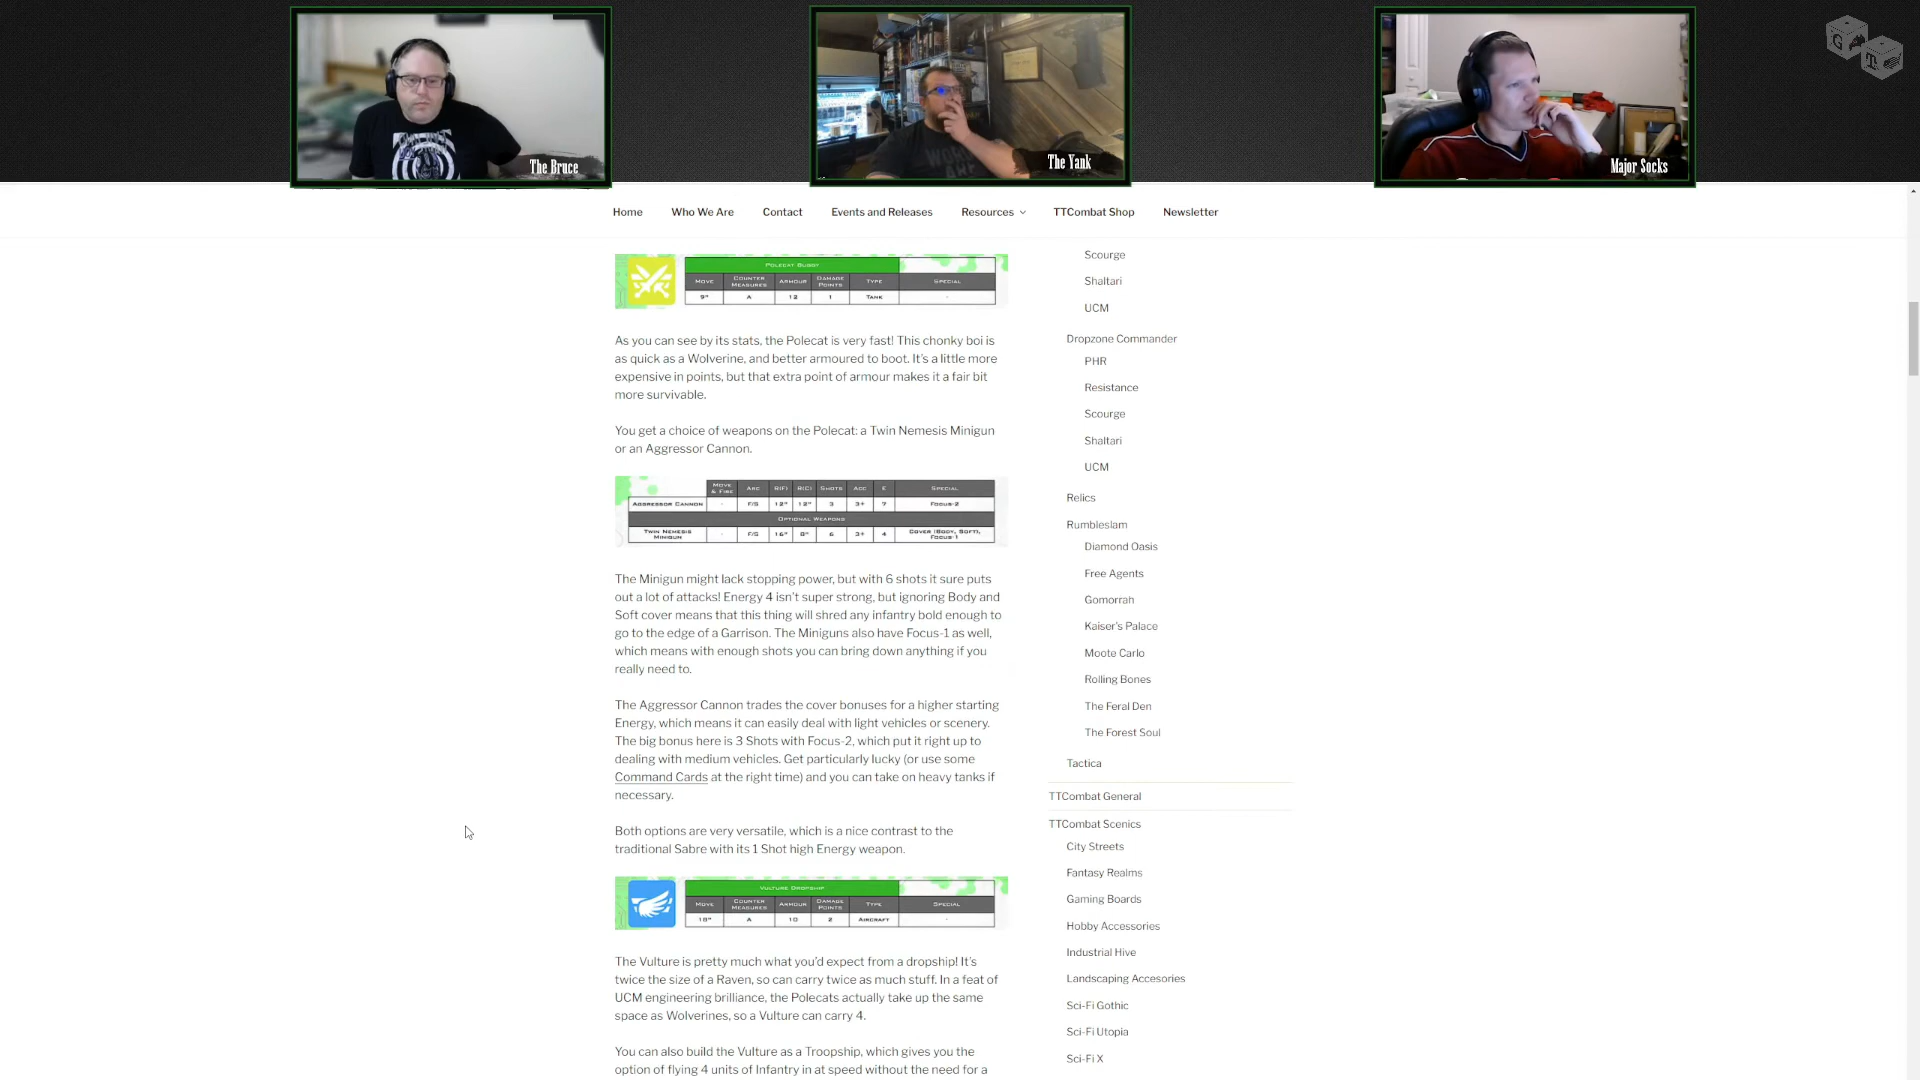 The Bruce
The Yank
Major Socks
G
T
Home Who We Are Contact Events and Releases Resources TTCombat Shop Newsletter
Polecat Buggy
Move Counter Measures Armour Damage Points Type Special
9" A 12 1 Tank -
As you can see by its stats, the Polecat is very fast! This chonky boi is
as quick as a Wolverine, and better armoured to boot. It's a little more
expensive in points, but that extra point of armour makes it a fair bit
more survivable.
You get a choice of weapons on the Polecat: a Twin Nemesis Minigun
or an Aggressor Cannon.
Move & Fire Arc R(F) R(C) Shots Acc E Special
Aggressor Cannon - F/S 12" 12" 3 3+ 7 Focus-2
Optional Weapons
Twin Nemesis Minigun - F/S 16" 8" 6 3+ 4 Cover (Body, Soft), Focus-1
The Minigun might lack stopping power, but with 6 shots it sure puts
out a lot of attacks! Energy 4 isn't super strong, but ignoring Body and
Soft cover means that this thing will shred any infantry bold enough to
go to the edge of a Garrison. The Miniguns also have Focus-1 as well,
which means with enough shots you can bring down anything if you
really need to.
The Aggressor Cannon trades the cover bonuses for a higher starting
Energy, which means it can easily deal with light vehicles or scenery.
The big bonus here is 3 Shots with Focus-2, which put it right up to
dealing with medium vehicles. Get particularly lucky (or use some
Command Cards at the right time) and you can take on heavy tanks if
necessary.
Both options are very versatile, which is a nice contrast to the
traditional Sabre with its 1 Shot high Energy weapon.
Vulture Dropship
Move Counter Measures Armour Damage Points Type Special
18" A 10 2 Aircraft -
The Vulture is pretty much what you'd expect from a dropship! It's
twice the size of a Raven, so can carry twice as much stuff. In a feat of
UCM engineering brilliance, the Polecats actually take up the same
space as Wolverines, so a Vulture can carry 4.
You can also build the Vulture as a Troopship, which gives you the
option of flying 4 units of Infantry in at speed without the need for a
Scourge
Shaltari
UCM
Dropzone Commander
PHR
Resistance
Scourge
Shaltari
UCM
Relics
Rumbleslam
Diamond Oasis
Free Agents
Gomorrah
Kaiser's Palace
Moote Carlo
Rolling Bones
The Feral Den
The Forest Soul
Tactica
TTCombat General
TTCombat Scenics
City Streets
Fantasy Realms
Gaming Boards
Hobby Accessories
Industrial Hive
Landscaping Accesories
Sci-Fi Gothic
Sci-Fi Utopia
Sci-Fi X